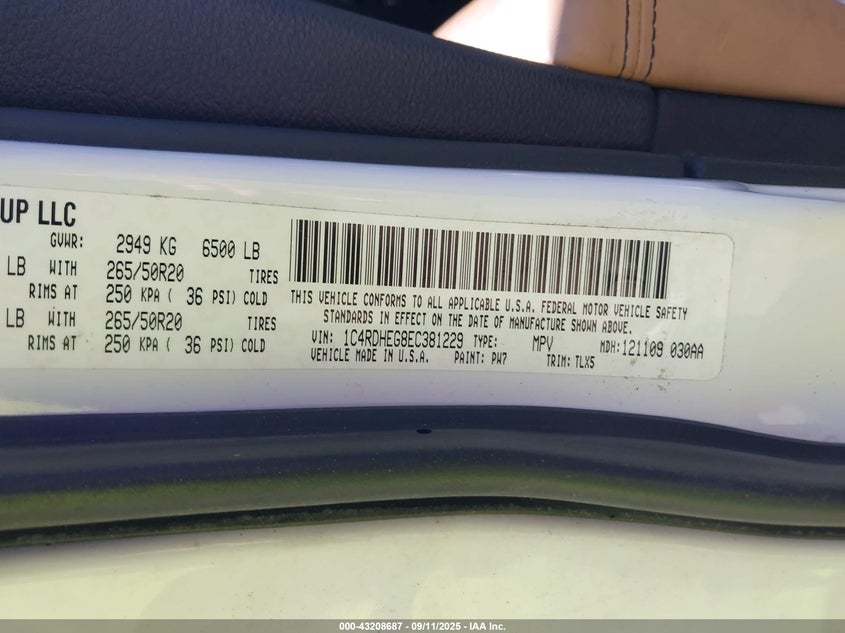 UP LLC
GVWR: 2949 KG 6500 LB
LB WITH 265/50R20 TIRES
RIMS AT 250 KPA ( 36 PSI) COLD
LB WITH 265/50R20 TIRES
RIMS AT 250 KPA ( 36 PSI) COLD
THIS VEHICLE CONFORMS TO ALL APPLICABLE U.S.A. FEDERAL MOTOR VEHICLE SAFETY
STANDARDS IN EFFECT ON THE DATE OF MANUFACTURE SHOWN ABOVE.
VIN: 1C4RDHEG8EC381229 TYPE: MPV MDH:121109 030AA
VEHICLE MADE IN U.S.A. PAINT: PW7 TRIM: TLX5
000-43208687 - 09/11/2025 - IAA Inc.